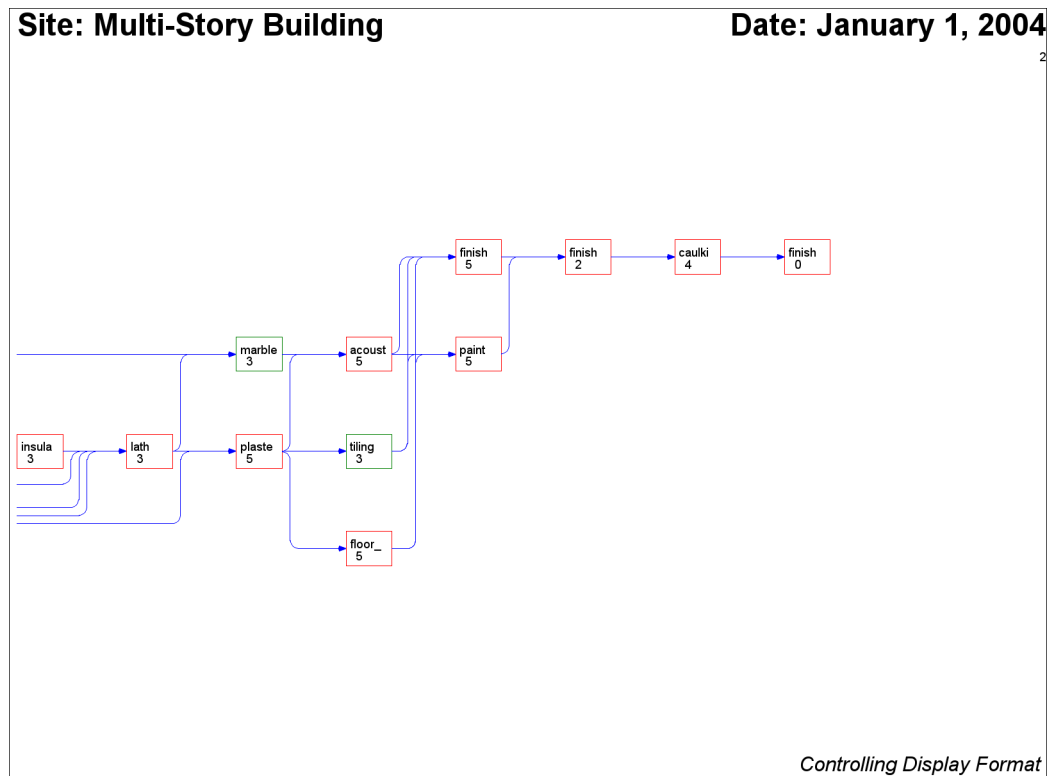 Site: Multi-Story Building
Date: January 1, 2004
2
finish
5
finish
2
caulki
4
finish
0
marble
3
acoust
5
paint
5
insula
3
lath
3
plaste
5
tiling
3
floor_
5
Controlling Display Format